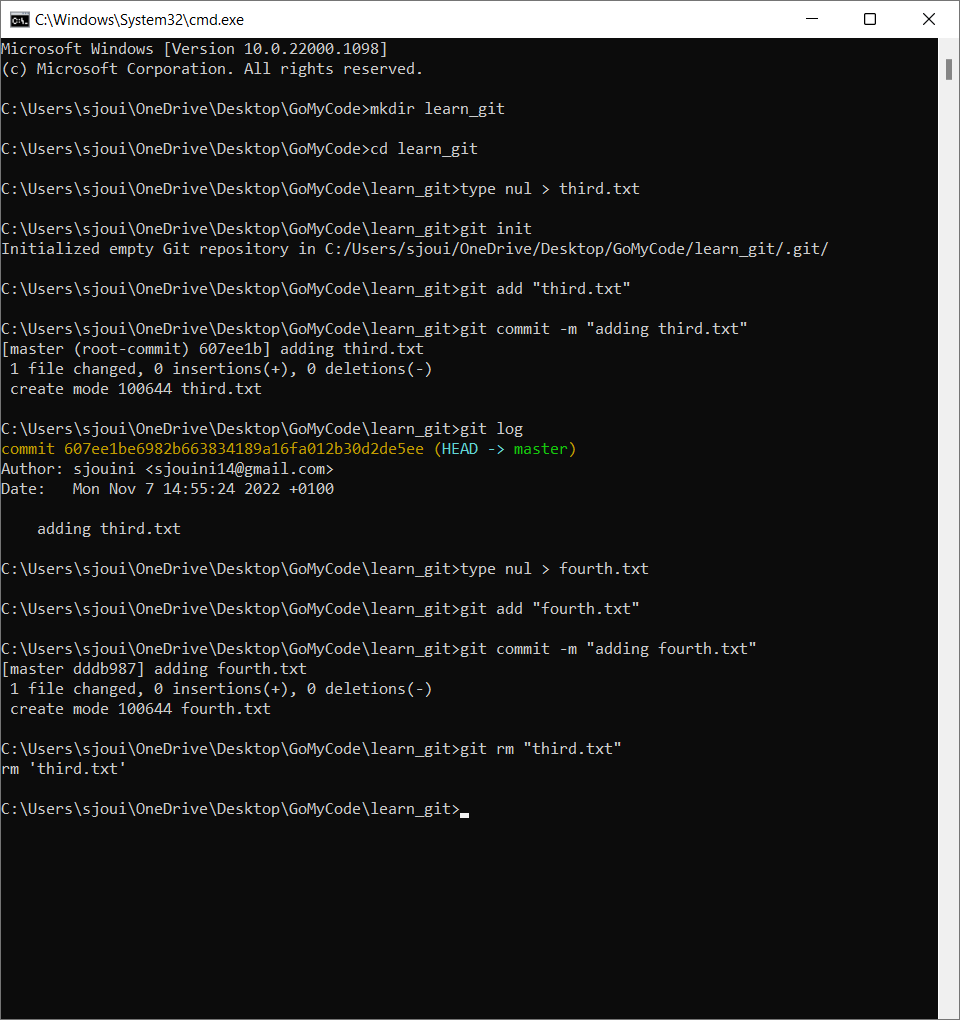 C:\Windows\System32\cmd.exe
Microsoft Windows [Version 10.0.22000.1098]
(c) Microsoft Corporation. All rights reserved.
C:\Users\sjoui\OneDrive\Desktop\GoMyCode>mkdir learn_git
C:\Users\sjoui\OneDrive\Desktop\GoMyCode>cd learn_git
C:\Users\sjoui\OneDrive\Desktop\GoMyCode\learn_git>type nul > third.txt
C:\Users\sjoui\OneDrive\Desktop\GoMyCode\learn_git>git init
Initialized empty Git repository in C:/Users/sjoui/OneDrive/Desktop/GoMyCode/learn_git/.git/
C:\Users\sjoui\OneDrive\Desktop\GoMyCode\learn_git>git add "third.txt"
C:\Users\sjoui\OneDrive\Desktop\GoMyCode\learn_git>git commit -m "adding third.txt"
[master (root-commit) 607ee1b] adding third.txt
 1 file changed, 0 insertions(+), 0 deletions(-)
 create mode 100644 third.txt
C:\Users\sjoui\OneDrive\Desktop\GoMyCode\learn_git>git log
commit 607ee1be6982b663834189a16fa012b30d2de5ee (HEAD -> master)
Author: sjouini <sjouini14@gmail.com>
Date:   Mon Nov 7 14:55:24 2022 +0100
    adding third.txt
C:\Users\sjoui\OneDrive\Desktop\GoMyCode\learn_git>type nul > fourth.txt
C:\Users\sjoui\OneDrive\Desktop\GoMyCode\learn_git>git add "fourth.txt"
C:\Users\sjoui\OneDrive\Desktop\GoMyCode\learn_git>git commit -m "adding fourth.txt"
[master dddb987] adding fourth.txt
 1 file changed, 0 insertions(+), 0 deletions(-)
 create mode 100644 fourth.txt
C:\Users\sjoui\OneDrive\Desktop\GoMyCode\learn_git>git rm "third.txt"
rm 'third.txt'
C:\Users\sjoui\OneDrive\Desktop\GoMyCode\learn_git>